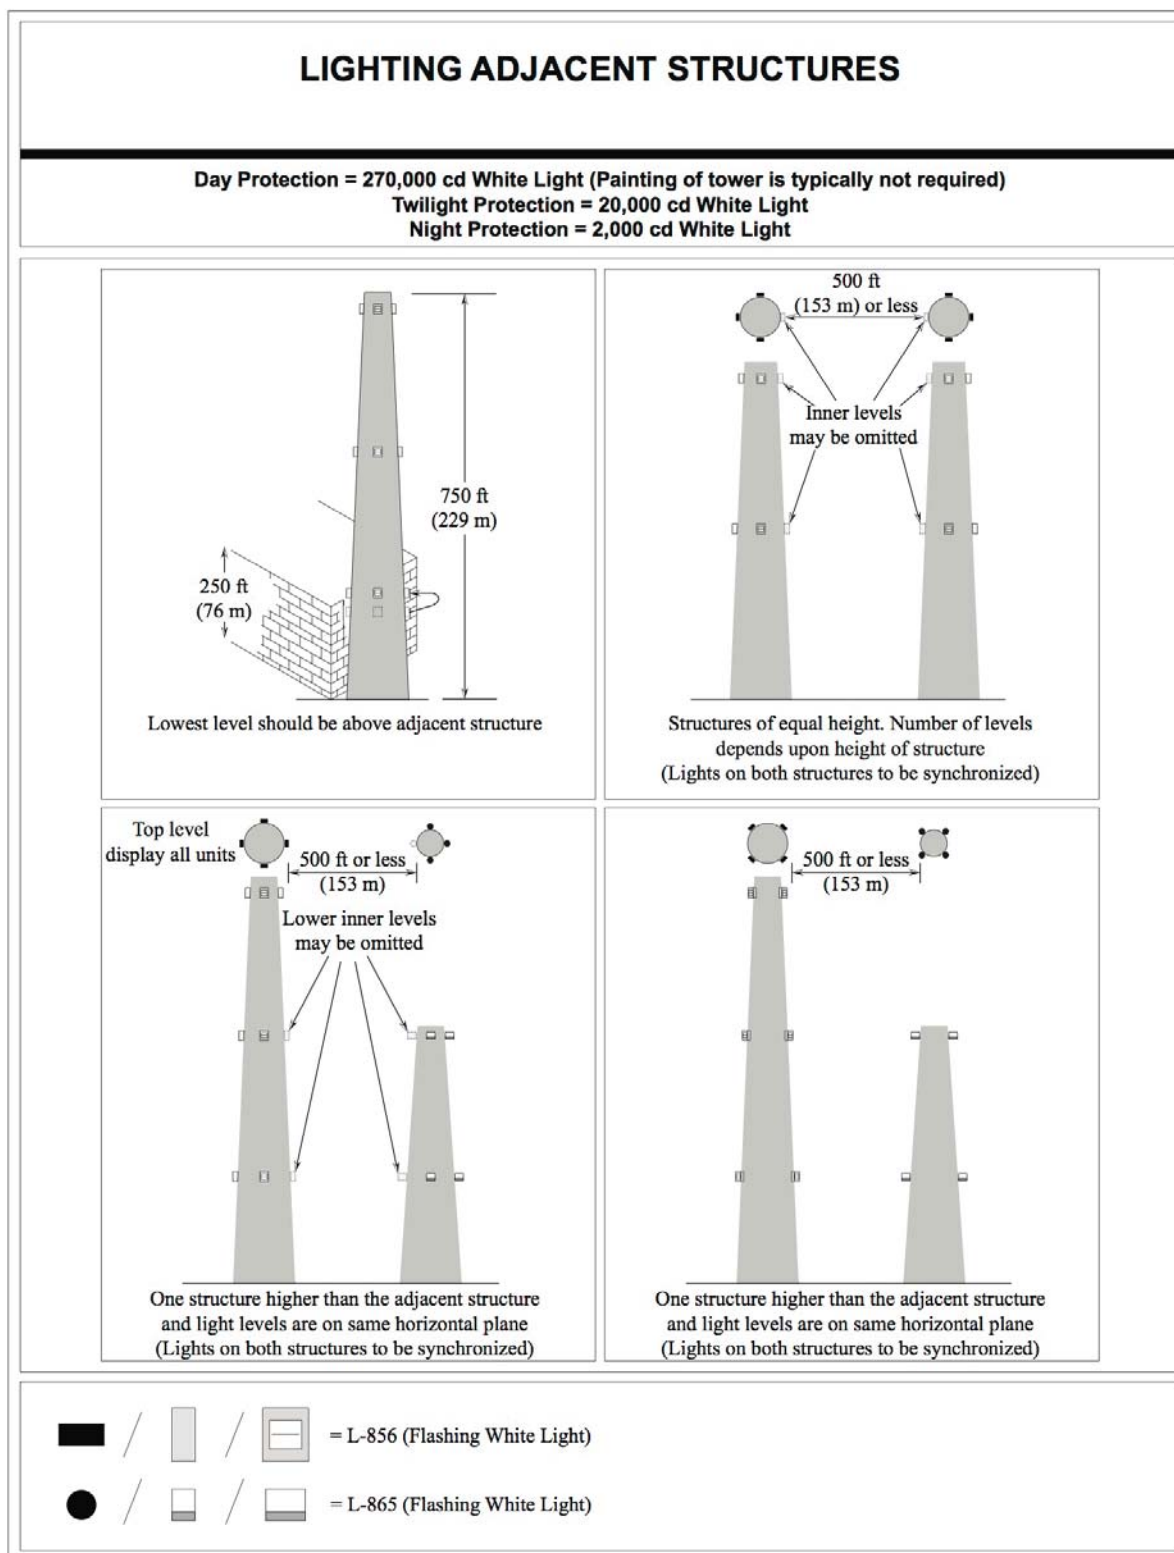 LIGHTING ADJACENT STRUCTURES
Day Protection = 270,000 cd White Light (Painting of tower is typically not required)
Twilight Protection = 20,000 cd White Light
Night Protection = 2,000 cd White Light
750 ft
(229 m)
250 ft
(76 m)
Lowest level should be above adjacent structure
500 ft
(153 m) or less
Inner levels
may be omitted
Structures of equal height. Number of levels
depends upon height of structure
(Lights on both structures to be synchronized)
Top level
display all units
500 ft or less
(153 m)
Lower inner levels
may be omitted
One structure higher than the adjacent structure
and light levels are on same horizontal plane
(Lights on both structures to be synchronized)
500 ft or less
(153 m)
One structure higher than the adjacent structure
and light levels are on same horizontal plane
(Lights on both structures to be synchronized)
/ / = L-856 (Flashing White Light)
/ / = L-865 (Flashing White Light)